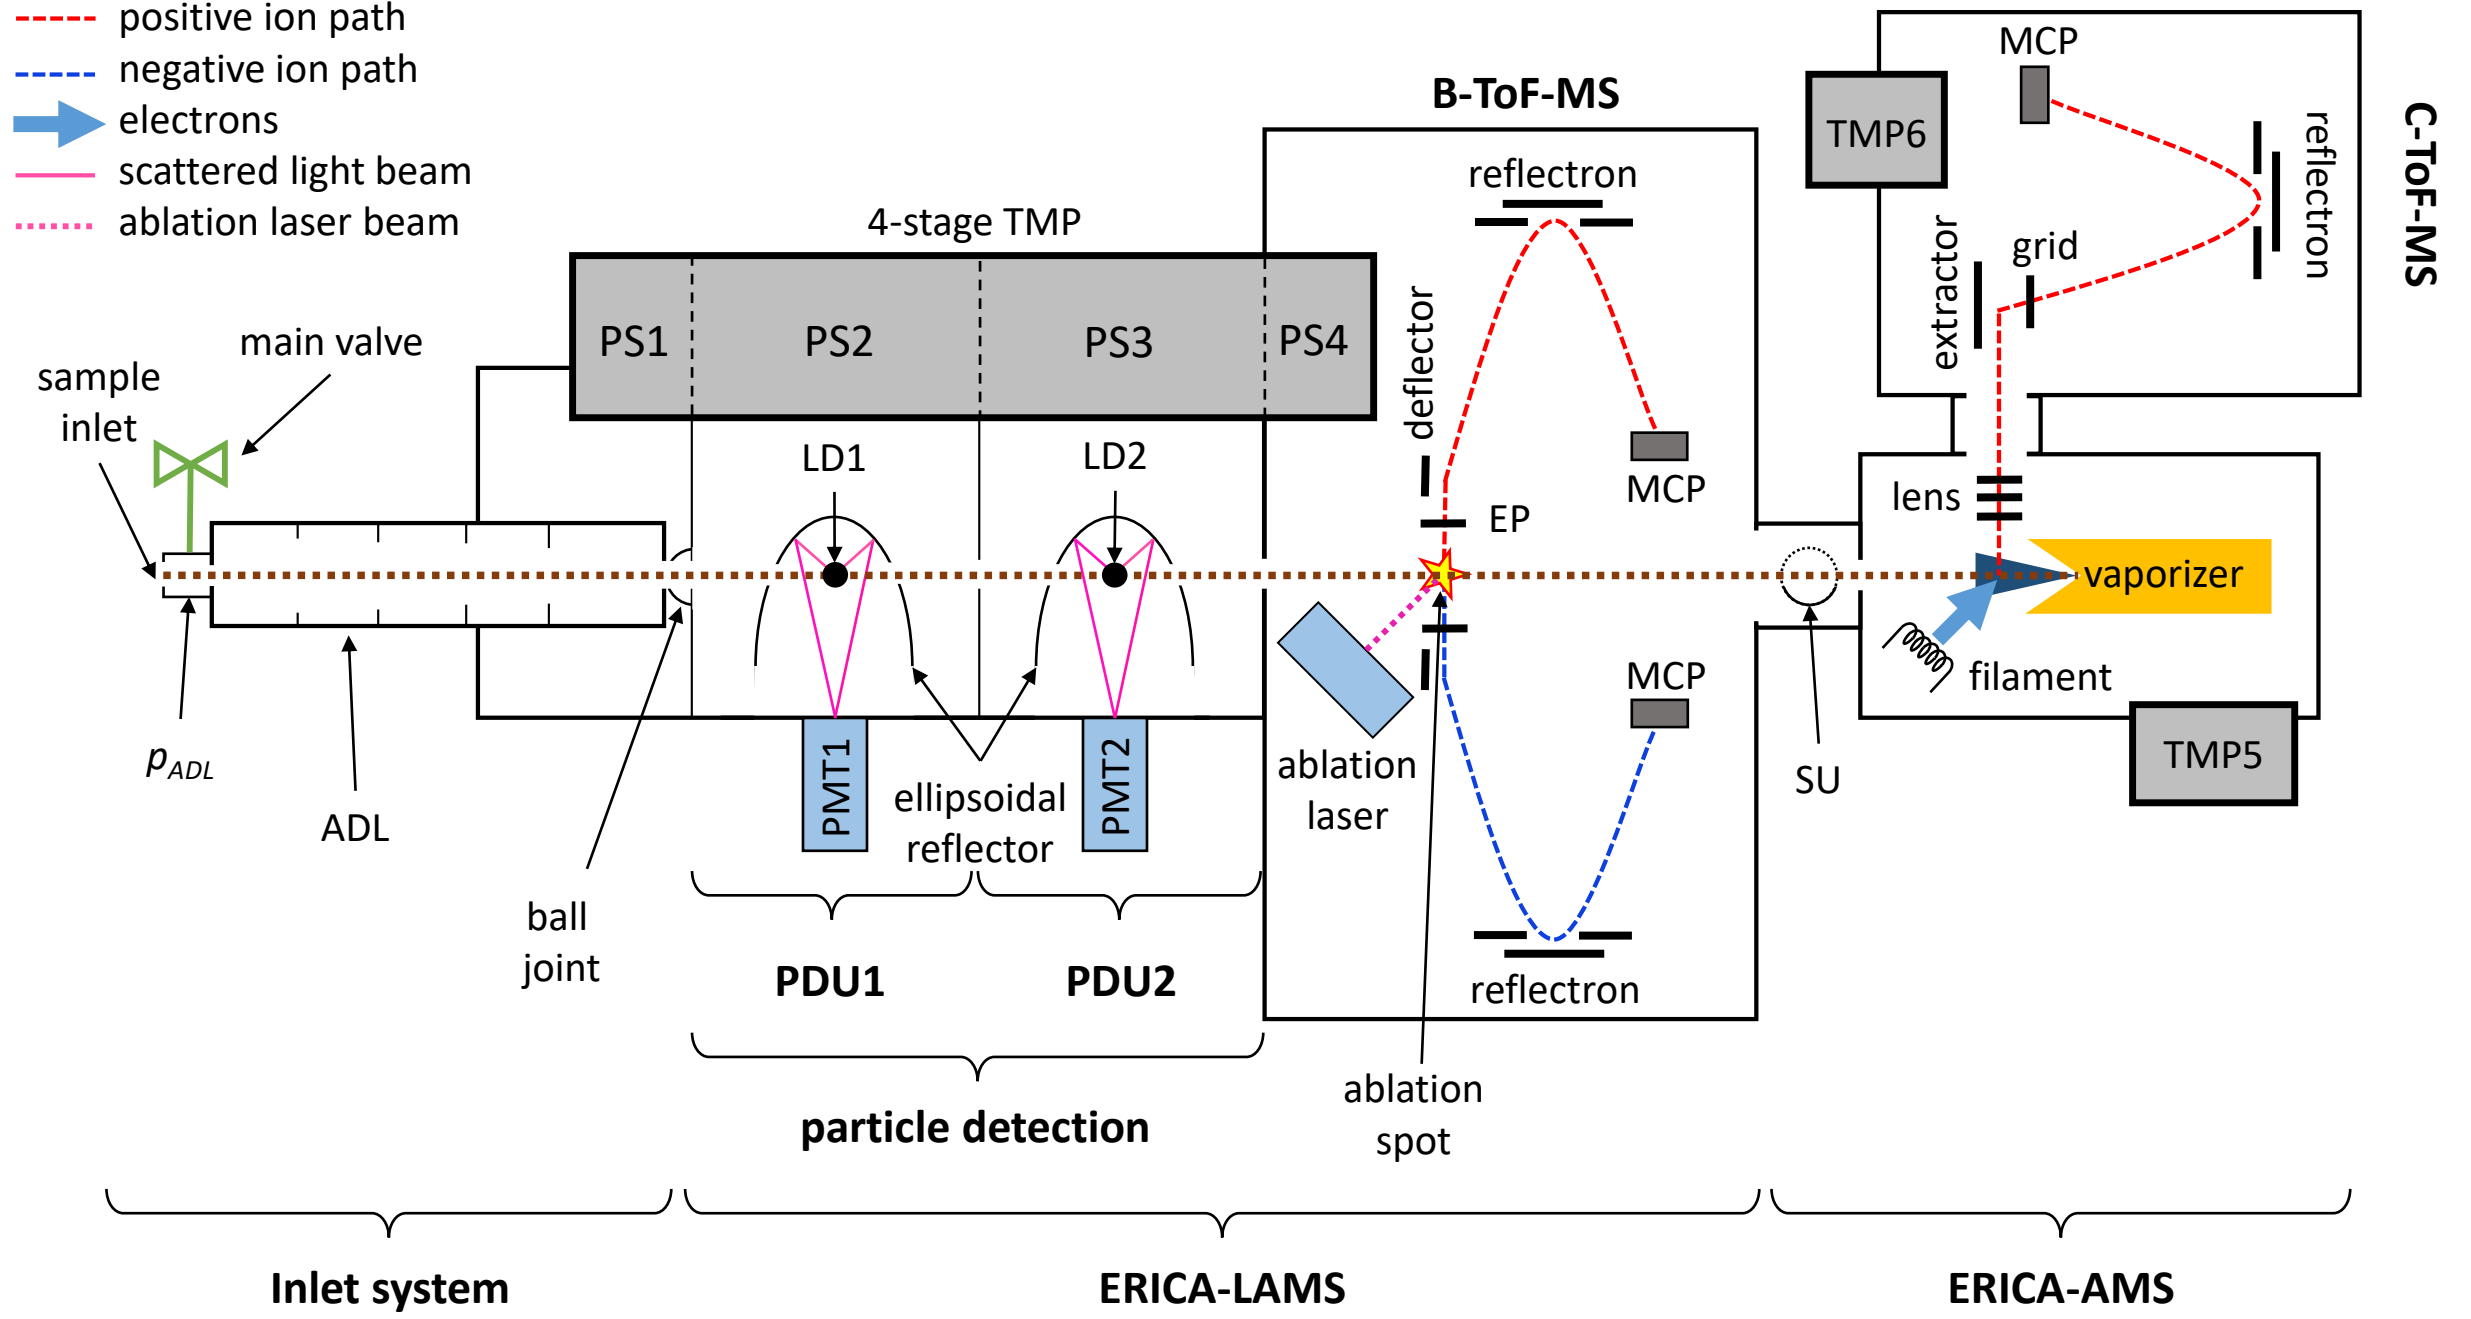 positive ion path
negative ion path
electrons
scattered light beam
ablation laser beam
4-stage TMP
PS1
PS2
PS3
PS4
main valve
sample
inlet
p_ADL
ADL
ball
joint
LD1
LD2
PMT1
PMT2
ellipsoidal
reflector
PDU1
PDU2
particle detection
B-ToF-MS
reflectron
deflector
EP
MCP
MCP
ablation
laser
reflectron
ablation
spot
SU
C-ToF-MS
MCP
TMP6
reflectron
extractor
grid
lens
vaporizer
filament
TMP5
Inlet system
ERICA-LAMS
ERICA-AMS